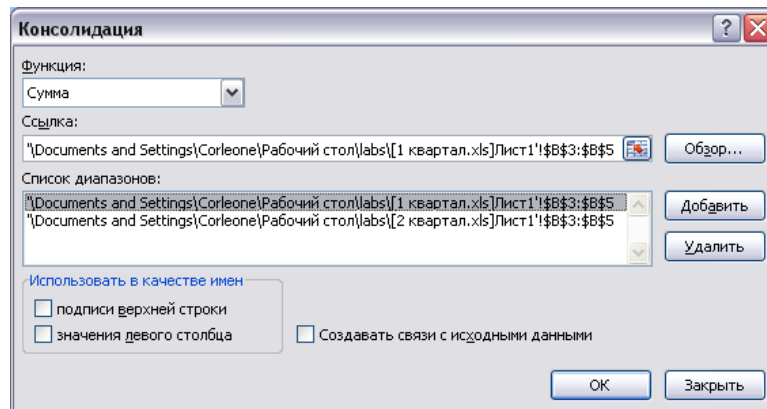 Консолидация
Функция:
Сумма
Ссылка:
'\Documents and Settings\Corleone\Рабочий стол\labs\[1 квартал.xls]Лист1'!$B$3:$B$5
Обзор...
Список диапазонов:
'\Documents and Settings\Corleone\Рабочий стол\labs\[1 квартал.xls]Лист1'!$B$3:$B$5
'\Documents and Settings\Corleone\Рабочий стол\labs\[2 квартал.xls]Лист1'!$B$3:$B$5
Добавить
Удалить
Использовать в качестве имен
подписи верхней строки
значения левого столбца
Создавать связи с исходными данными
ОК
Закрыть